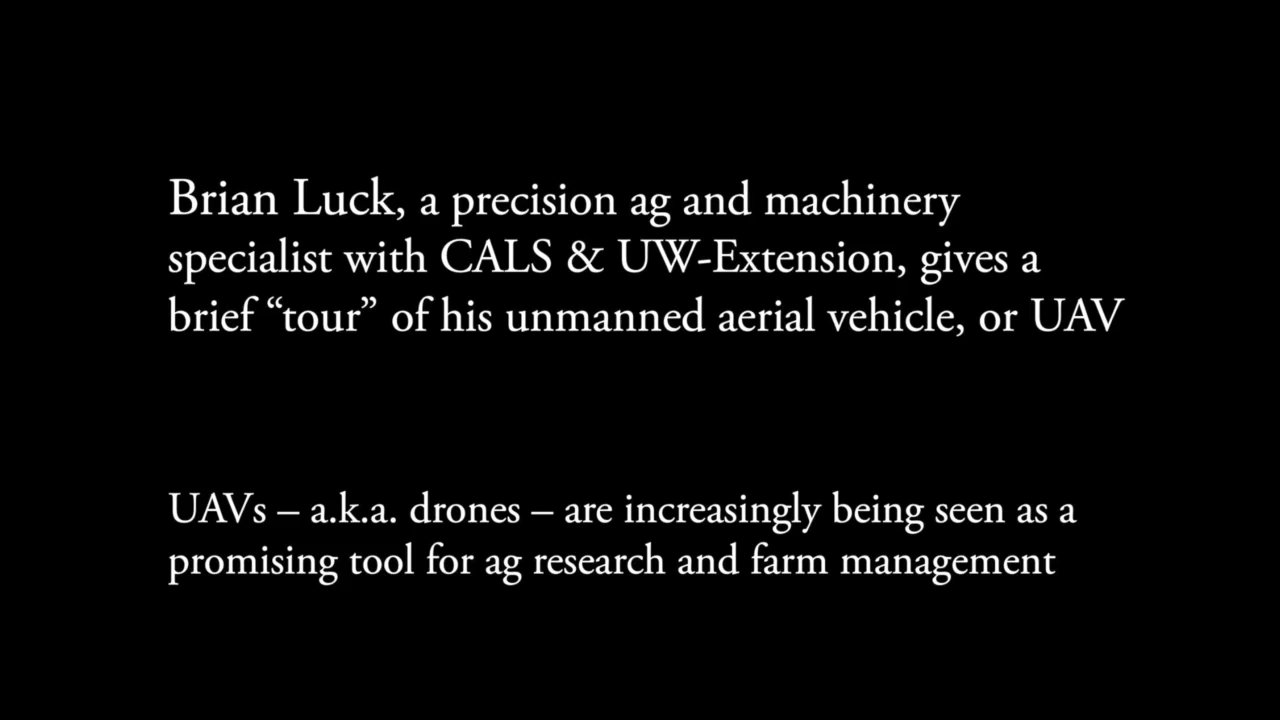 Brian Luck, a precision ag and machinery
specialist with CALS & UW-Extension, gives a
brief “tour” of his unmanned aerial vehicle, or UAV
UAVs – a.k.a. drones – are increasingly being seen as a
promising tool for ag research and farm management